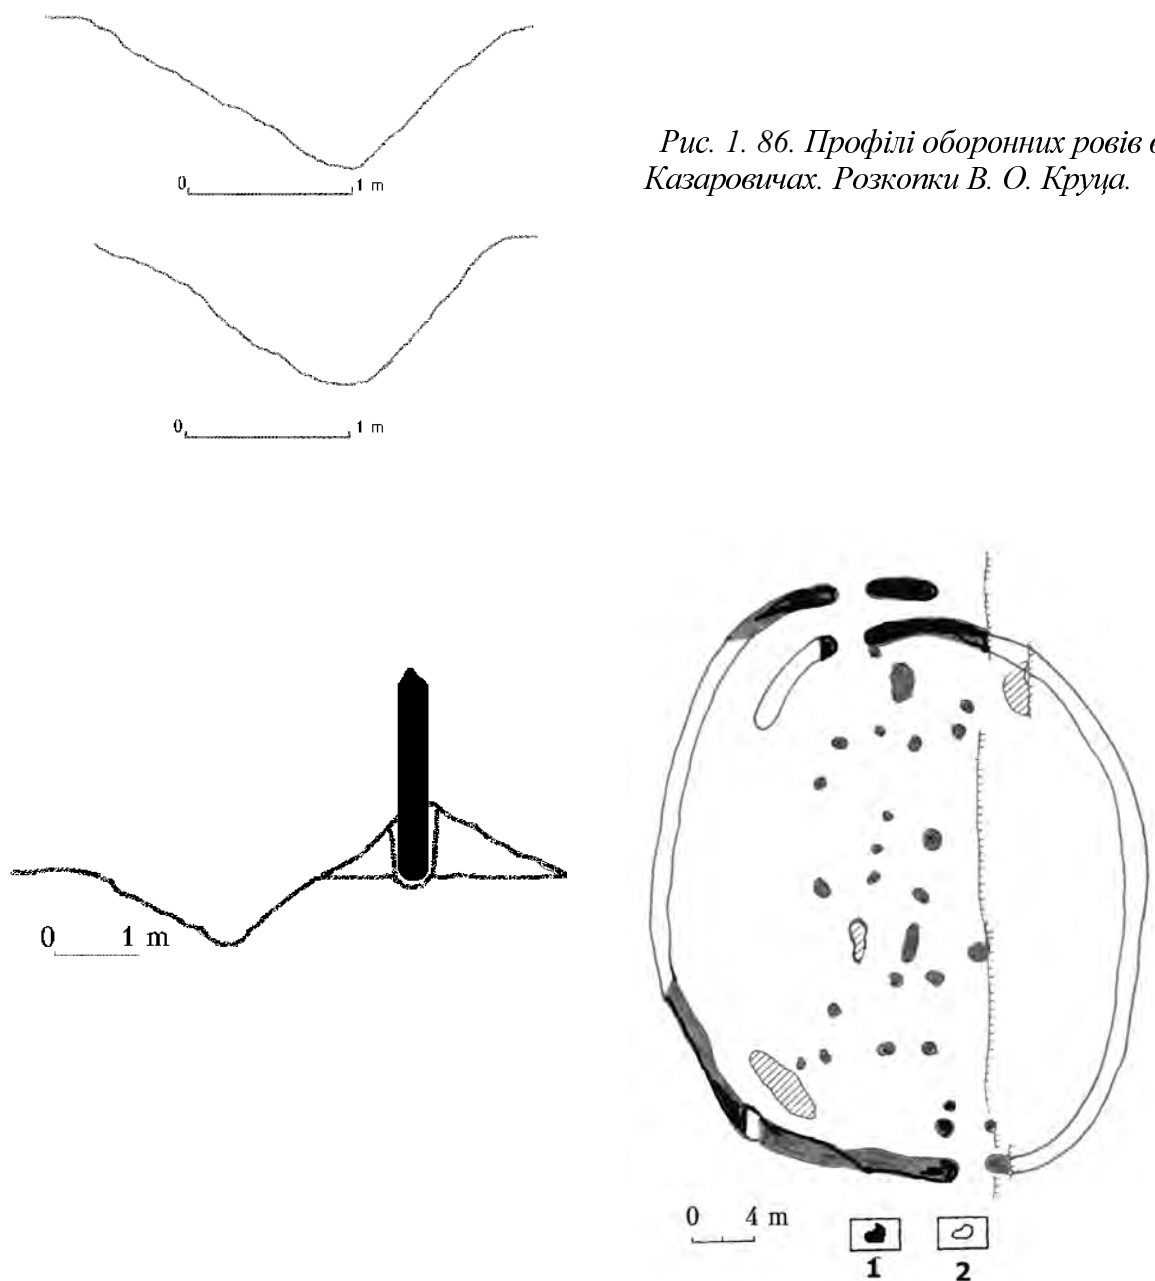 0 1 m
Рис. 1. 86. Профілі оборонних ровів в
Казаровичах. Розкопки В. О. Круца.
0 1 m
0 1 m
0 4 m
1 2